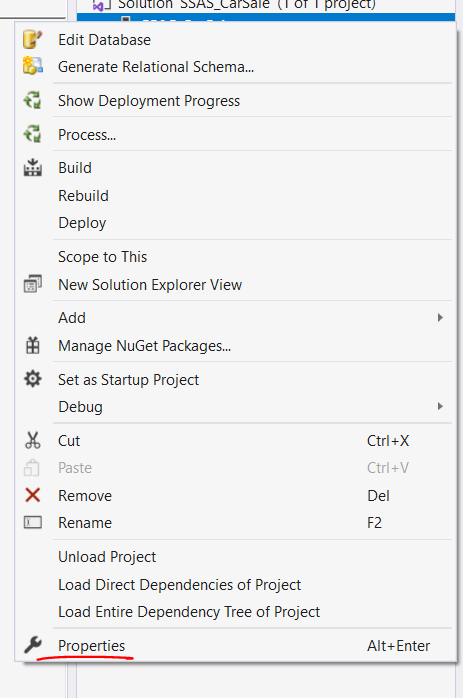 Solution 'SSAS_CarSale' (1 of 1 project)
Edit Database
Generate Relational Schema...
Show Deployment Progress
Process...
Build
Rebuild
Deploy
Scope to This
New Solution Explorer View
Add
Manage NuGet Packages...
Set as Startup Project
Debug
Cut Ctrl+X
Paste Ctrl+V
Remove Del
Rename F2
Unload Project
Load Direct Dependencies of Project
Load Entire Dependency Tree of Project
Properties Alt+Enter